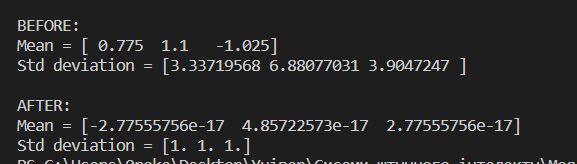 BEFORE:
Mean = [ 0.775  1.1   -1.025]
Std deviation = [3.33719568 6.88077031 3.9047247 ]
AFTER:
Mean = [-2.77555756e-17  4.85722573e-17  2.77555756e-17]
Std deviation = [1. 1. 1.]